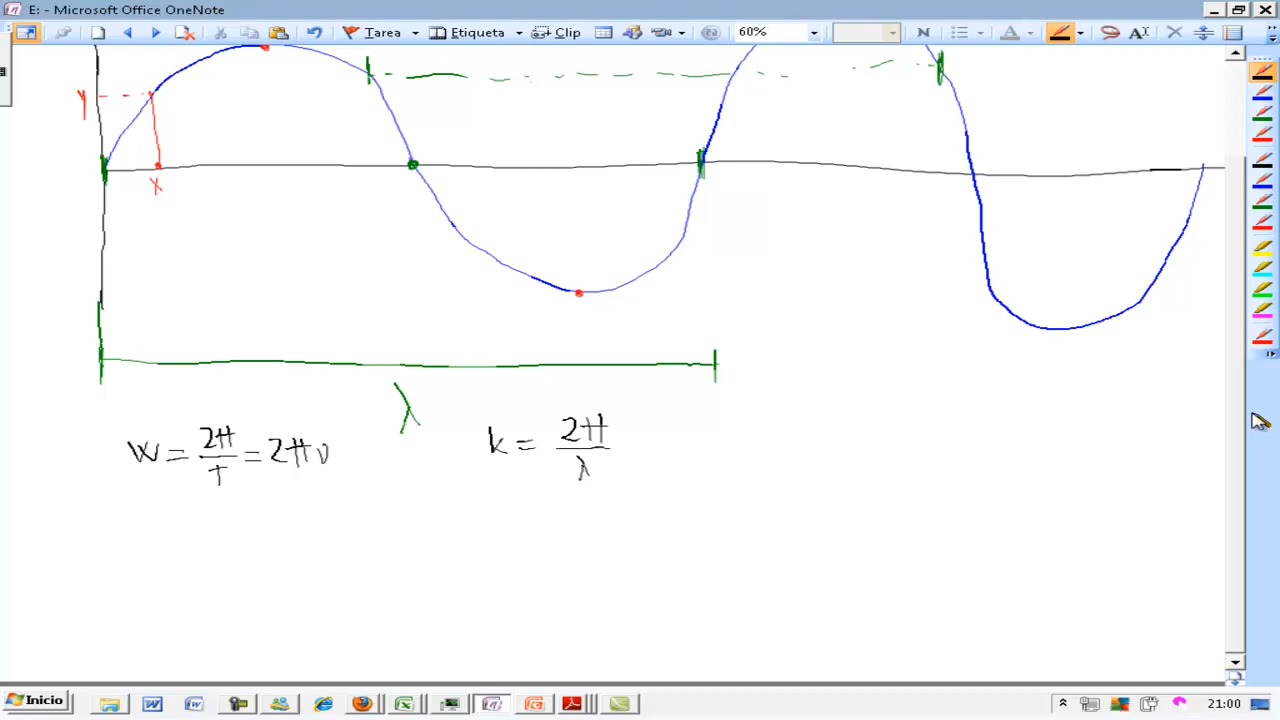 E: - Microsoft Office OneNote
Tarea Etiqueta Clip 60% N A A
y
x
λ
W = 2π/T = 2πν
k = 2π/λ
Inicio 21:00